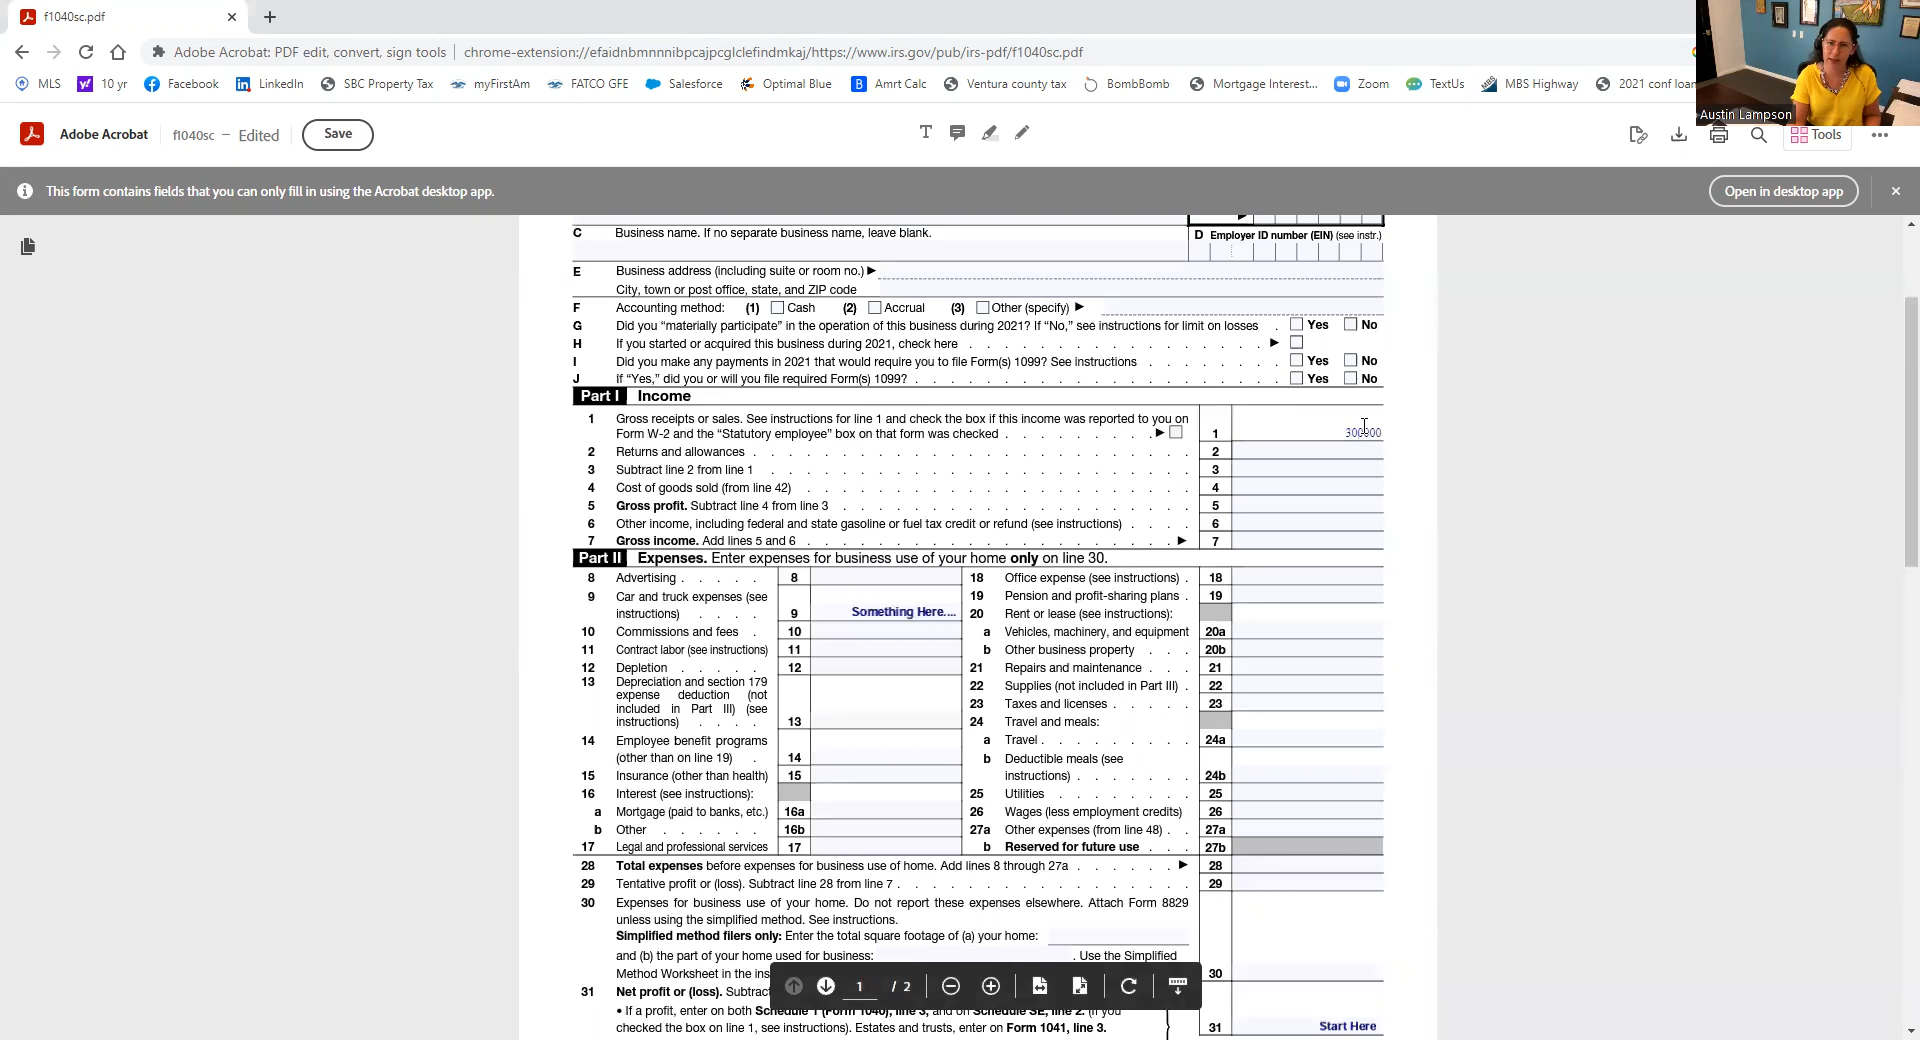 f1040sc.pdf
Adobe Acrobat: PDF edit, convert, sign tools | chrome-extension://efaidnbmnnnibpcajpcglclefindmkaj/https://www.irs.gov/pub/irs-pdf/f1040sc.pdf
MLS 10 yr Facebook LinkedIn SBC Property Tax myFirstAm FATCO GFE Salesforce Optimal Blue Amrt Calc Ventura county tax BombBomb Mortgage Interest... Zoom TextUs MBS Highway 2021 conf loan
Austin Lampson
Adobe Acrobat f1040sc — Edited Save Tools
This form contains fields that you can only fill in using the Acrobat desktop app. Open in desktop app
C Business name. If no separate business name, leave blank. D Employer ID number (EIN) (see instr.)
E Business address (including suite or room no.) ▶
City, town or post office, state, and ZIP code
F Accounting method: (1) Cash (2) Accrual (3) Other (specify) ▶
G Did you “materially participate” in the operation of this business during 2021? If “No,” see instructions for limit on losses . Yes No
H If you started or acquired this business during 2021, check here ▶
I Did you make any payments in 2021 that would require you to file Form(s) 1099? See instructions Yes No
J If “Yes,” did you or will you file required Form(s) 1099? Yes No
Part I Income
1 Gross receipts or sales. See instructions for line 1 and check the box if this income was reported to you on
Form W-2 and the “Statutory employee” box on that form was checked ▶ 1 300000
2 Returns and allowances 2
3 Subtract line 2 from line 1 3
4 Cost of goods sold (from line 42) 4
5 Gross profit. Subtract line 4 from line 3 5
6 Other income, including federal and state gasoline or fuel tax credit or refund (see instructions) 6
7 Gross income. Add lines 5 and 6 ▶ 7
Part II Expenses. Enter expenses for business use of your home only on line 30.
8 Advertising 8
9 Car and truck expenses (see
instructions) 9 Something Here....
10 Commissions and fees 10
11 Contract labor (see instructions) 11
12 Depletion 12
13 Depreciation and section 179
expense deduction (not
included in Part III) (see
instructions) 13
14 Employee benefit programs
(other than on line 19) 14
15 Insurance (other than health) 15
16 Interest (see instructions):
a Mortgage (paid to banks, etc.) 16a
b Other 16b
17 Legal and professional services 17
18 Office expense (see instructions) 18
19 Pension and profit-sharing plans 19
20 Rent or lease (see instructions):
a Vehicles, machinery, and equipment 20a
b Other business property 20b
21 Repairs and maintenance 21
22 Supplies (not included in Part III) 22
23 Taxes and licenses 23
24 Travel and meals:
a Travel 24a
b Deductible meals (see
instructions) 24b
25 Utilities 25
26 Wages (less employment credits) 26
27a Other expenses (from line 48) 27a
b Reserved for future use 27b
28 Total expenses before expenses for business use of home. Add lines 8 through 27a ▶ 28
29 Tentative profit or (loss). Subtract line 28 from line 7 29
30 Expenses for business use of your home. Do not report these expenses elsewhere. Attach Form 8829
unless using the simplified method. See instructions.
Simplified method filers only: Enter the total square footage of (a) your home:
and (b) the part of your home used for business: . Use the Simplified
Method Worksheet in the ins 30
1 / 2
31 Net profit or (loss). Subtract
• If a profit, enter on both Schedule 1 (Form 1040), line 3, and on Schedule SE, line 2. (If you
checked the box on line 1, see instructions). Estates and trusts, enter on Form 1041, line 3. 31 Start Here